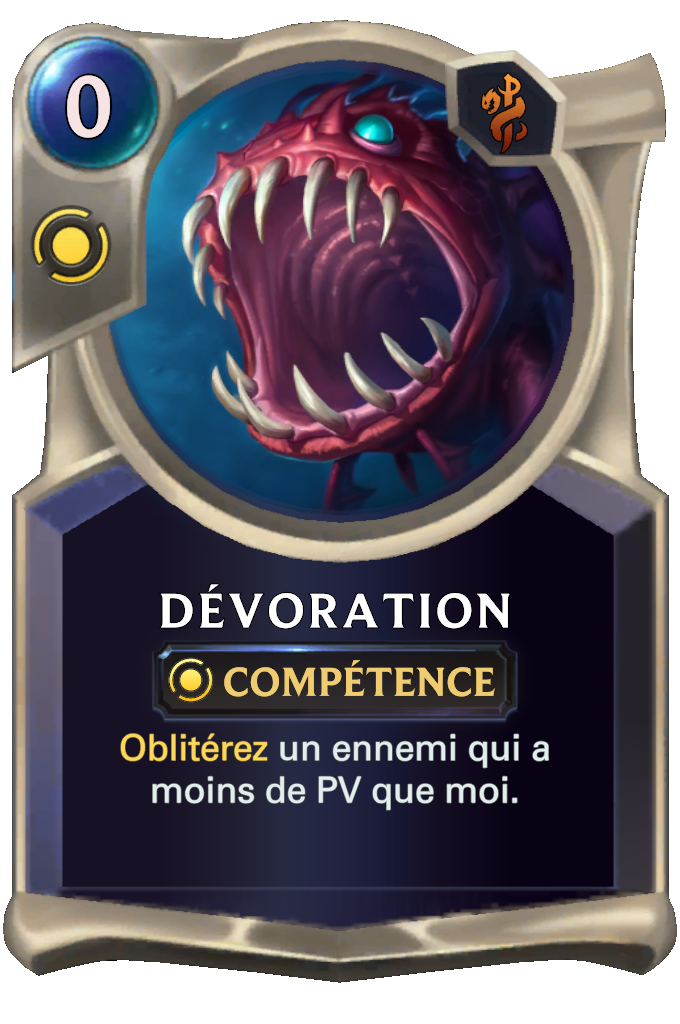 0
DÉVORATION
COMPÉTENCE
Oblitérez un ennemi qui a
moins de PV que moi.